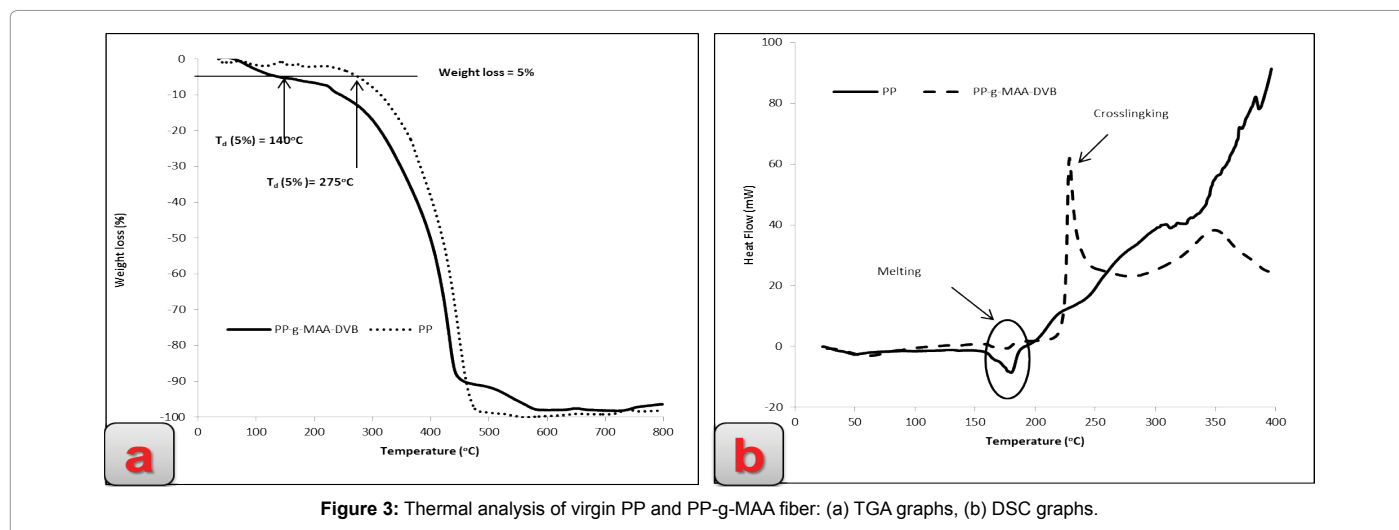 0
-10
-20
-30
-40
-50
-60
-70
-80
-90
-100
Weight loss (%)
Weight loss = 5%
T_d (5%) = 140°C
T_d (5%)= 275°C
PP-g-MAA-DVB PP
0 100 200 300 400 500 600 700 800
Temperature (°C)
a
100
80
60
40
20
0
-20
Heat Flow (mW)
PP PP-g-MAA-DVB
Crosslingking
Melting
0 50 100 150 200 250 300 350 400
Temperature (°C)
b
Figure 3: Thermal analysis of virgin PP and PP-g-MAA fiber: (a) TGA graphs, (b) DSC graphs.